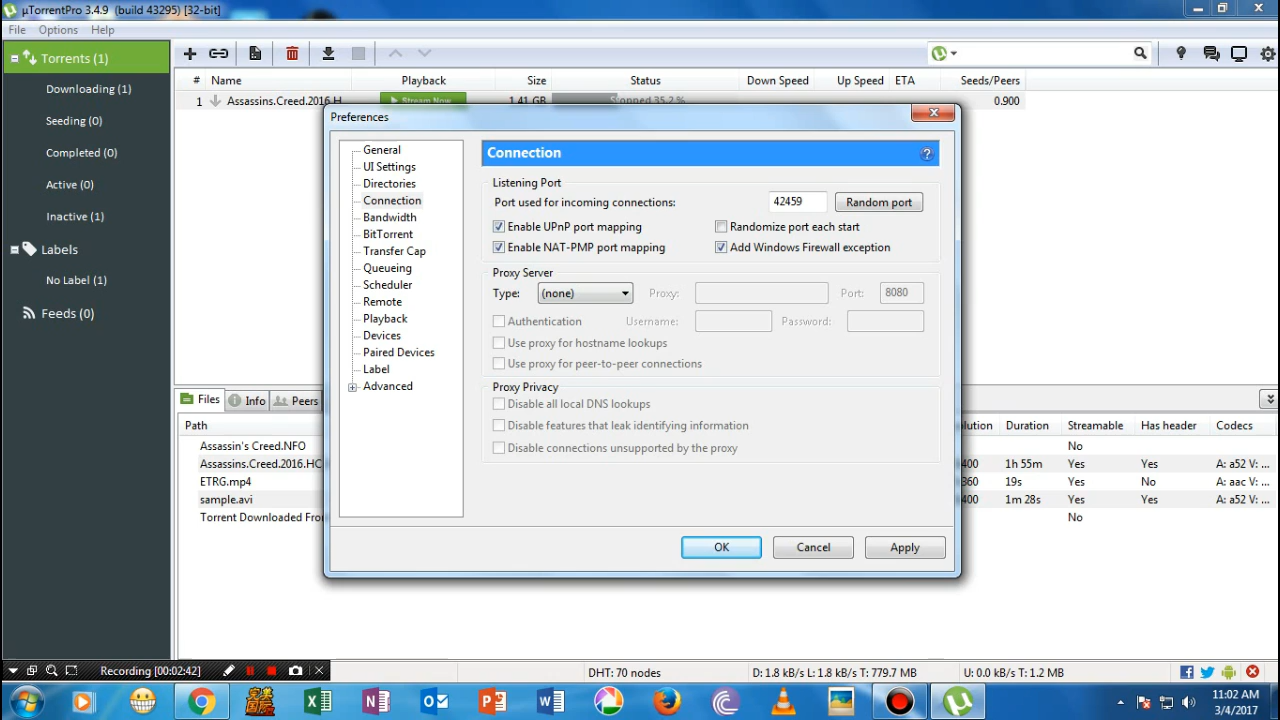 µTorrentPro 3.4.9 (build 43295) [32-bit]
File Options Help
Torrents (1)
Downloading (1)
Seeding (0)
Completed (0)
Active (0)
Inactive (1)
Labels
No Label (1)
Feeds (0)
# Name Playback Size Status Down Speed Up Speed ETA Seeds/Peers
1 Assassins.Creed.2016.H Stream Now 1.41 GB Stopped 35.2 % 0.900
Preferences
General
UI Settings
Directories
Connection
Bandwidth
BitTorrent
Transfer Cap
Queueing
Scheduler
Remote
Playback
Devices
Paired Devices
Label
Advanced
Connection
Listening Port
Port used for incoming connections: 42459 Random port
Enable UPnP port mapping Randomize port each start
Enable NAT-PMP port mapping Add Windows Firewall exception
Proxy Server
Type: (none) Proxy: Port: 8080
Authentication Username: Password:
Use proxy for hostname lookups
Use proxy for peer-to-peer connections
Proxy Privacy
Disable all local DNS lookups
Disable features that leak identifying information
Disable connections unsupported by the proxy
OK Cancel Apply
Files Info Peers
Path lution Duration Streamable Has header Codecs
Assassin's Creed.NFO No
Assassins.Creed.2016.HC 400 1h 55m Yes Yes A: a52 V: ...
ETRG.mp4 360 19s Yes No A: aac V: ...
sample.avi 400 1m 28s Yes Yes A: a52 V: ...
Torrent Downloaded Fro No
Recording [00:02:42]
DHT: 70 nodes D: 1.8 kB/s L: 1.8 kB/s T: 779.7 MB U: 0.0 kB/s T: 1.2 MB
11:02 AM
3/4/2017